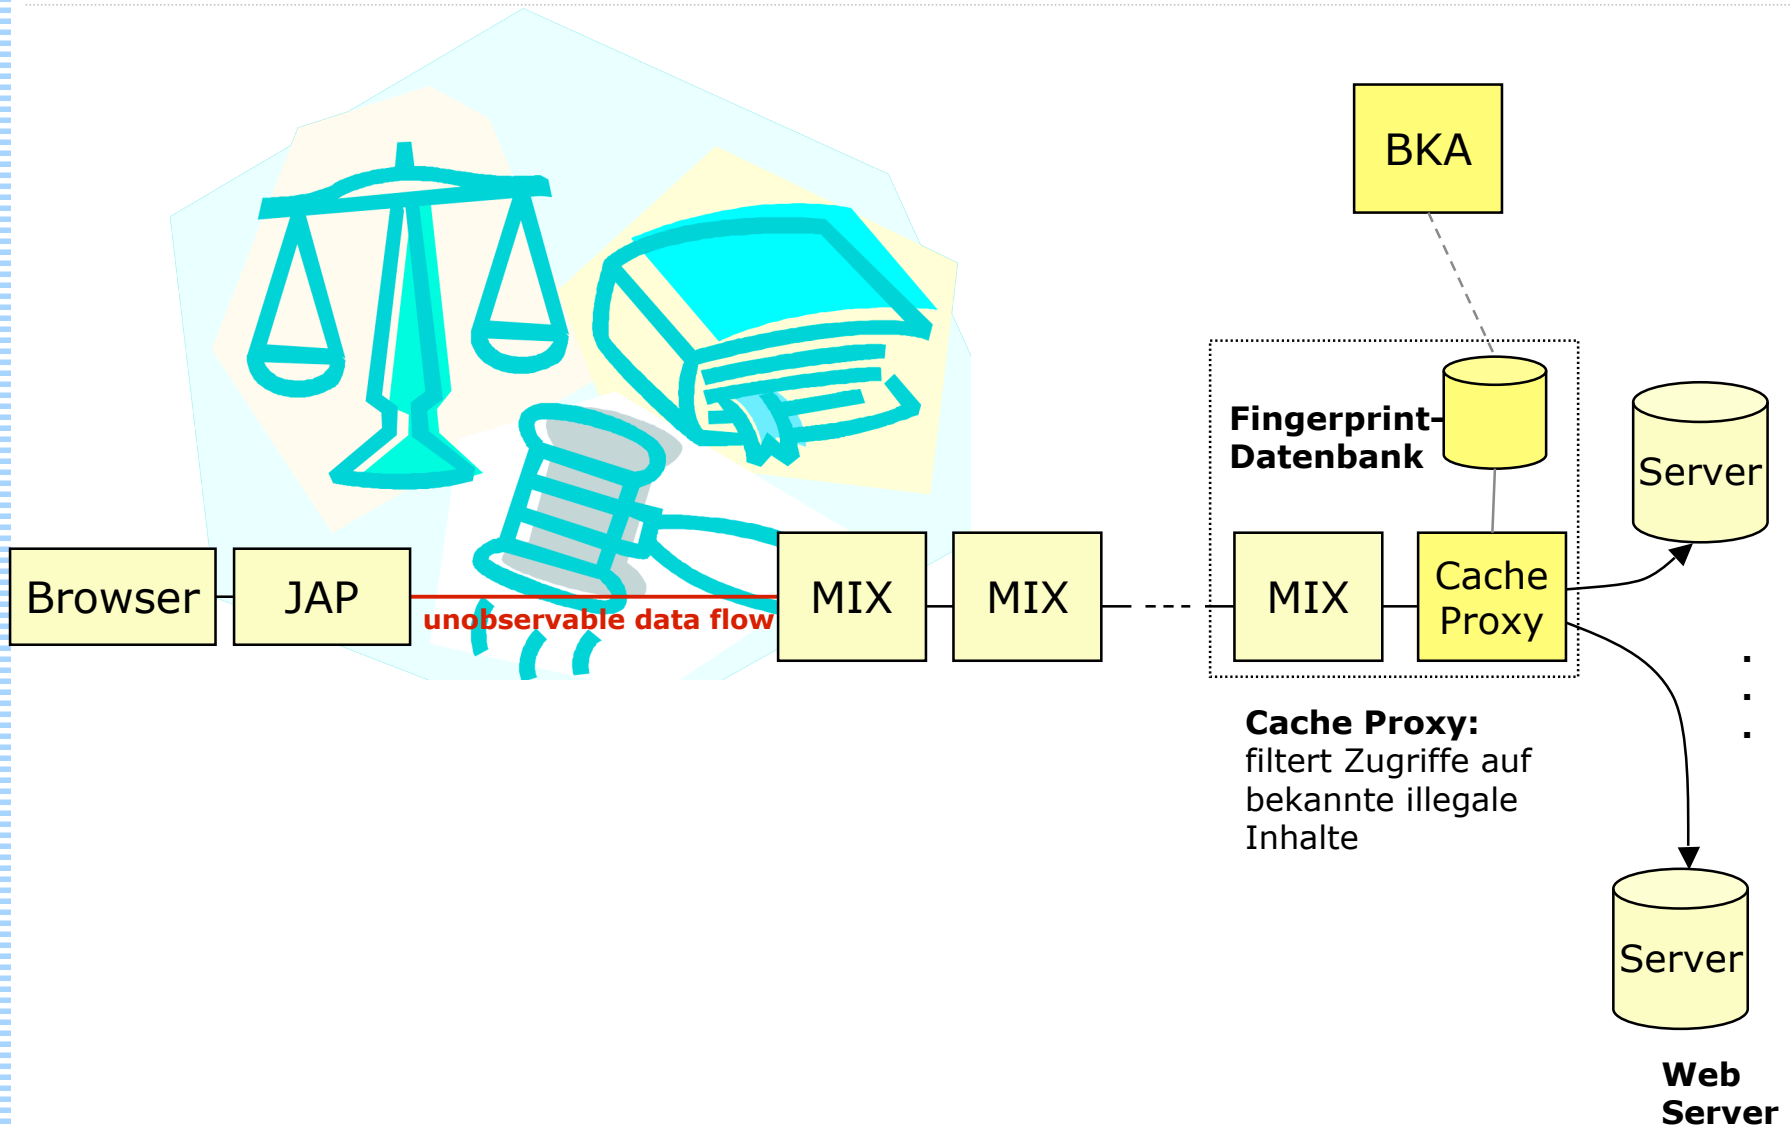 BKA
Fingerprint-
Datenbank
Server
Browser
JAP
unobservable data flow
MIX
MIX
MIX
Cache
Proxy
Cache Proxy:
filtert Zugriffe auf
bekannte illegale
Inhalte
.
.
.
Server
Web
Server